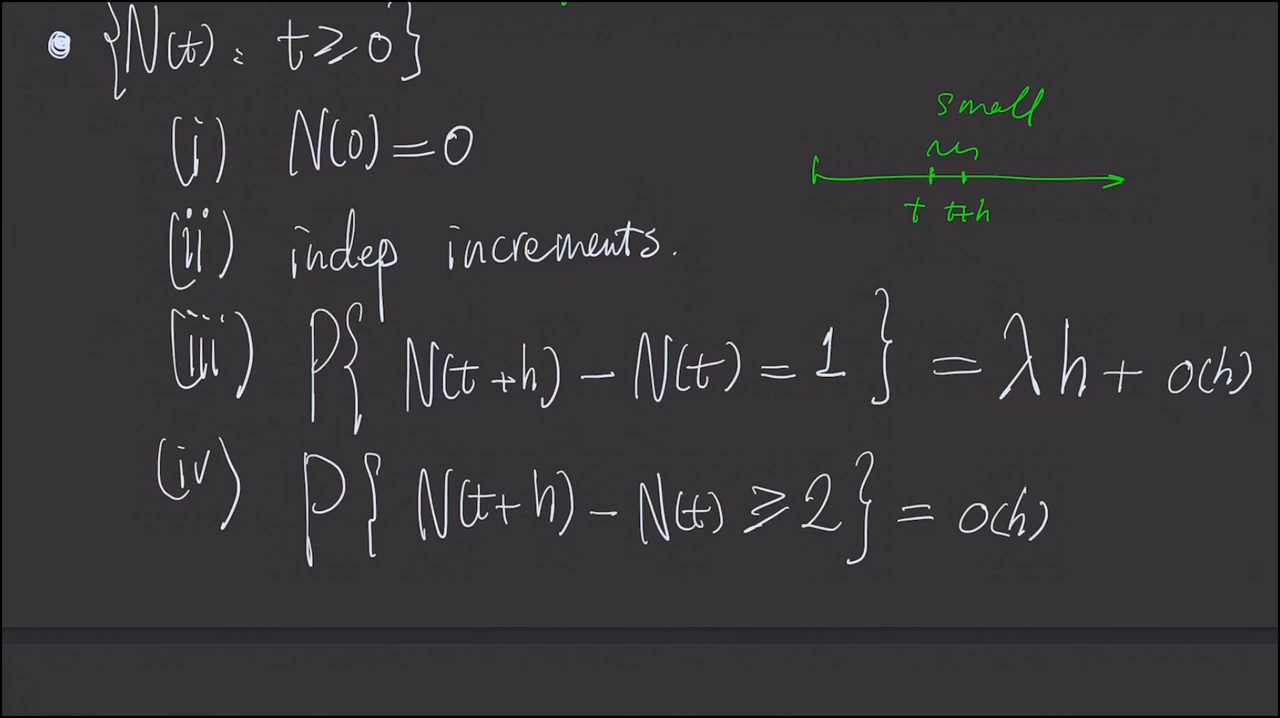 {N(t) : t ≥ 0}
(i) N(0) = 0
small
t t+h
(ii) indep increments.
(iii) P{ N(t+h) − N(t) = 1 } = λh + o(h)
(iv) P{ N(t+h) − N(t) ≥ 2 } = o(h)